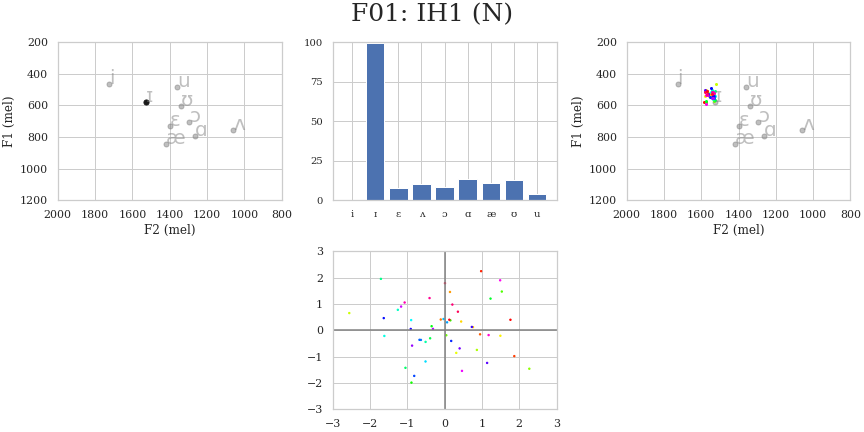 F01: IH1 (N)
200
400
600
800
1000
1200
F1 (mel)
2000 1800 1600 1400 1200 1000 800
F2 (mel)
i
ɪ
u
ʊ
ɛ
ɔ
æ
ɑ
ʌ
100
75
50
25
0
i ɪ ɛ ʌ ɔ ɑ æ ʊ u
200
400
600
800
1000
1200
F1 (mel)
2000 1800 1600 1400 1200 1000 800
F2 (mel)
i
ɪ
u
ʊ
ɛ
ɔ
æ
ɑ
ʌ
3
2
1
0
−1
−2
−3
−3 −2 −1 0 1 2 3